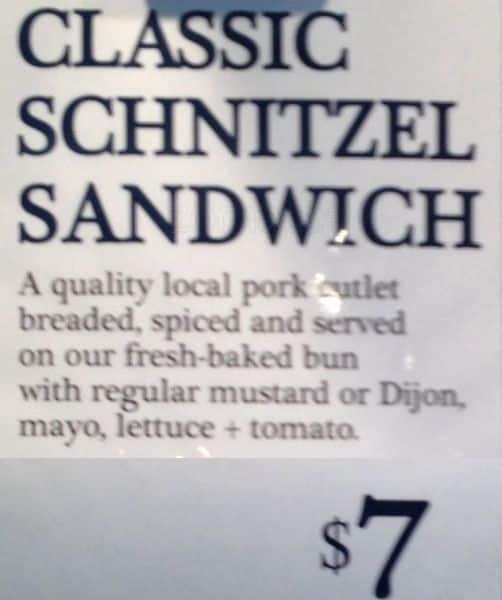 CLASSIC
SCHNITZEL
SANDWICH
A quality local pork cutlet
breaded, spiced and served
on our fresh-baked bun
with regular mustard or Dijon,
mayo, lettuce + tomato.
$7